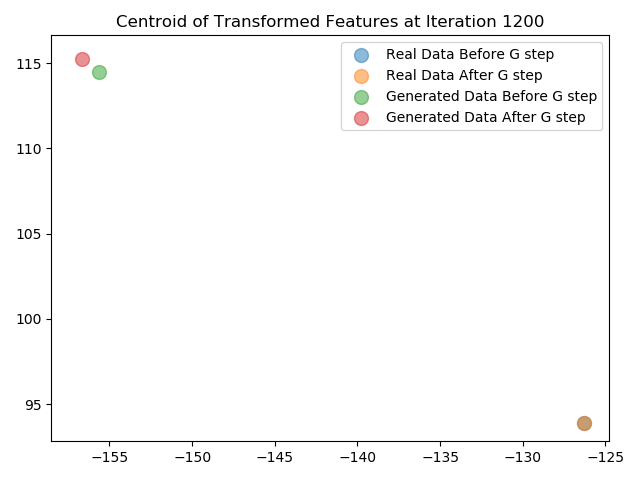 Centroid of Transformed Features at Iteration 1200
Real Data Before G step
Real Data After G step
Generated Data Before G step
Generated Data After G step
115
110
105
100
95
−155
−150
−145
−140
−135
−130
−125